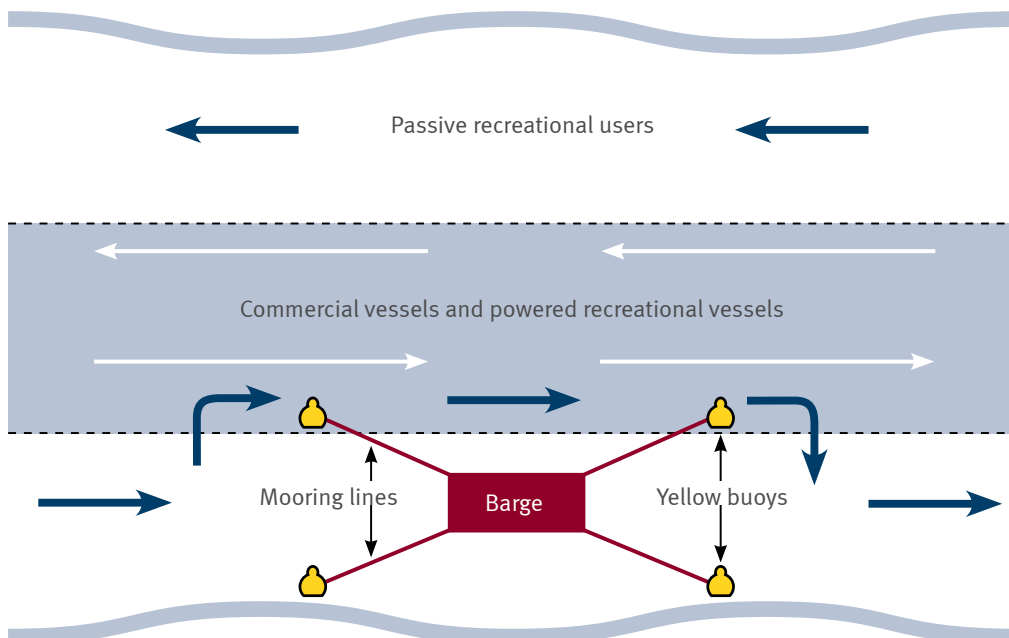 Passive recreational users
Commercial vessels and powered recreational vessels
Mooring lines
Barge
Yellow buoys